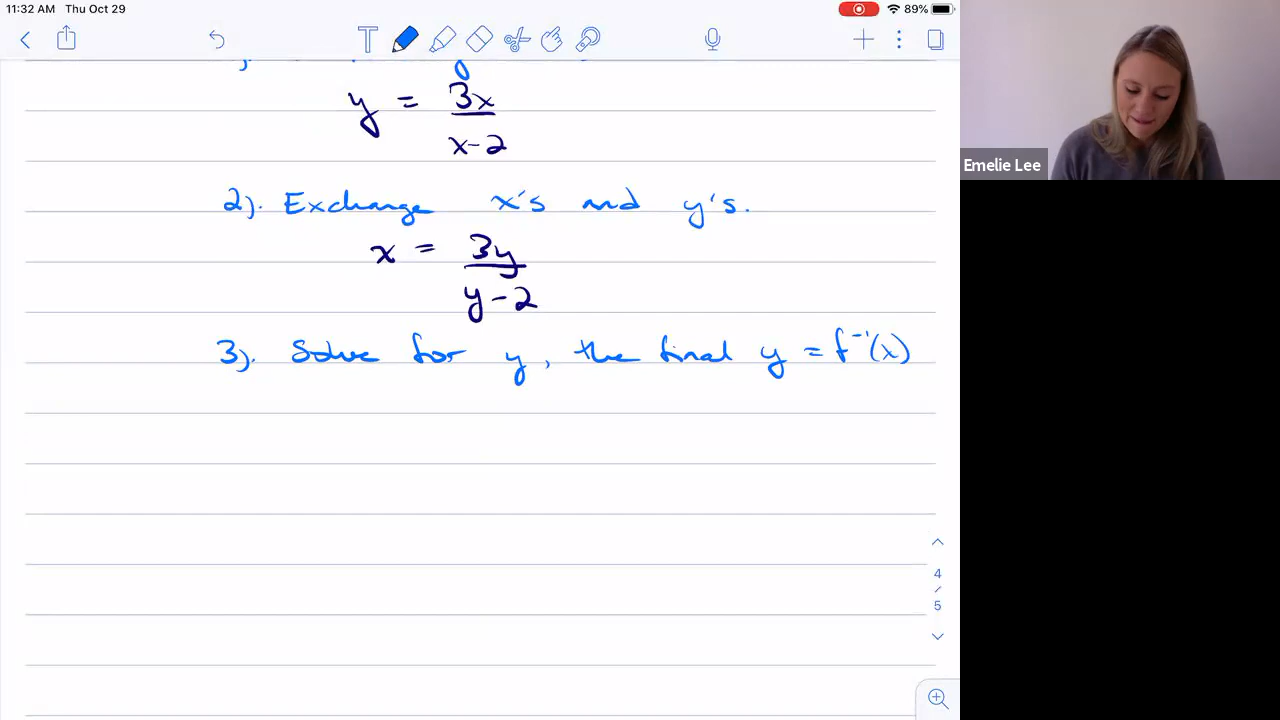 11:32 AM Thu Oct 29
89%
y = 3x
x-2
2). Exchange x's and y's.
x = 3y
y-2
3). Solve for y, the final y = f⁻¹(x)
4
/
5
T
Emelie Lee